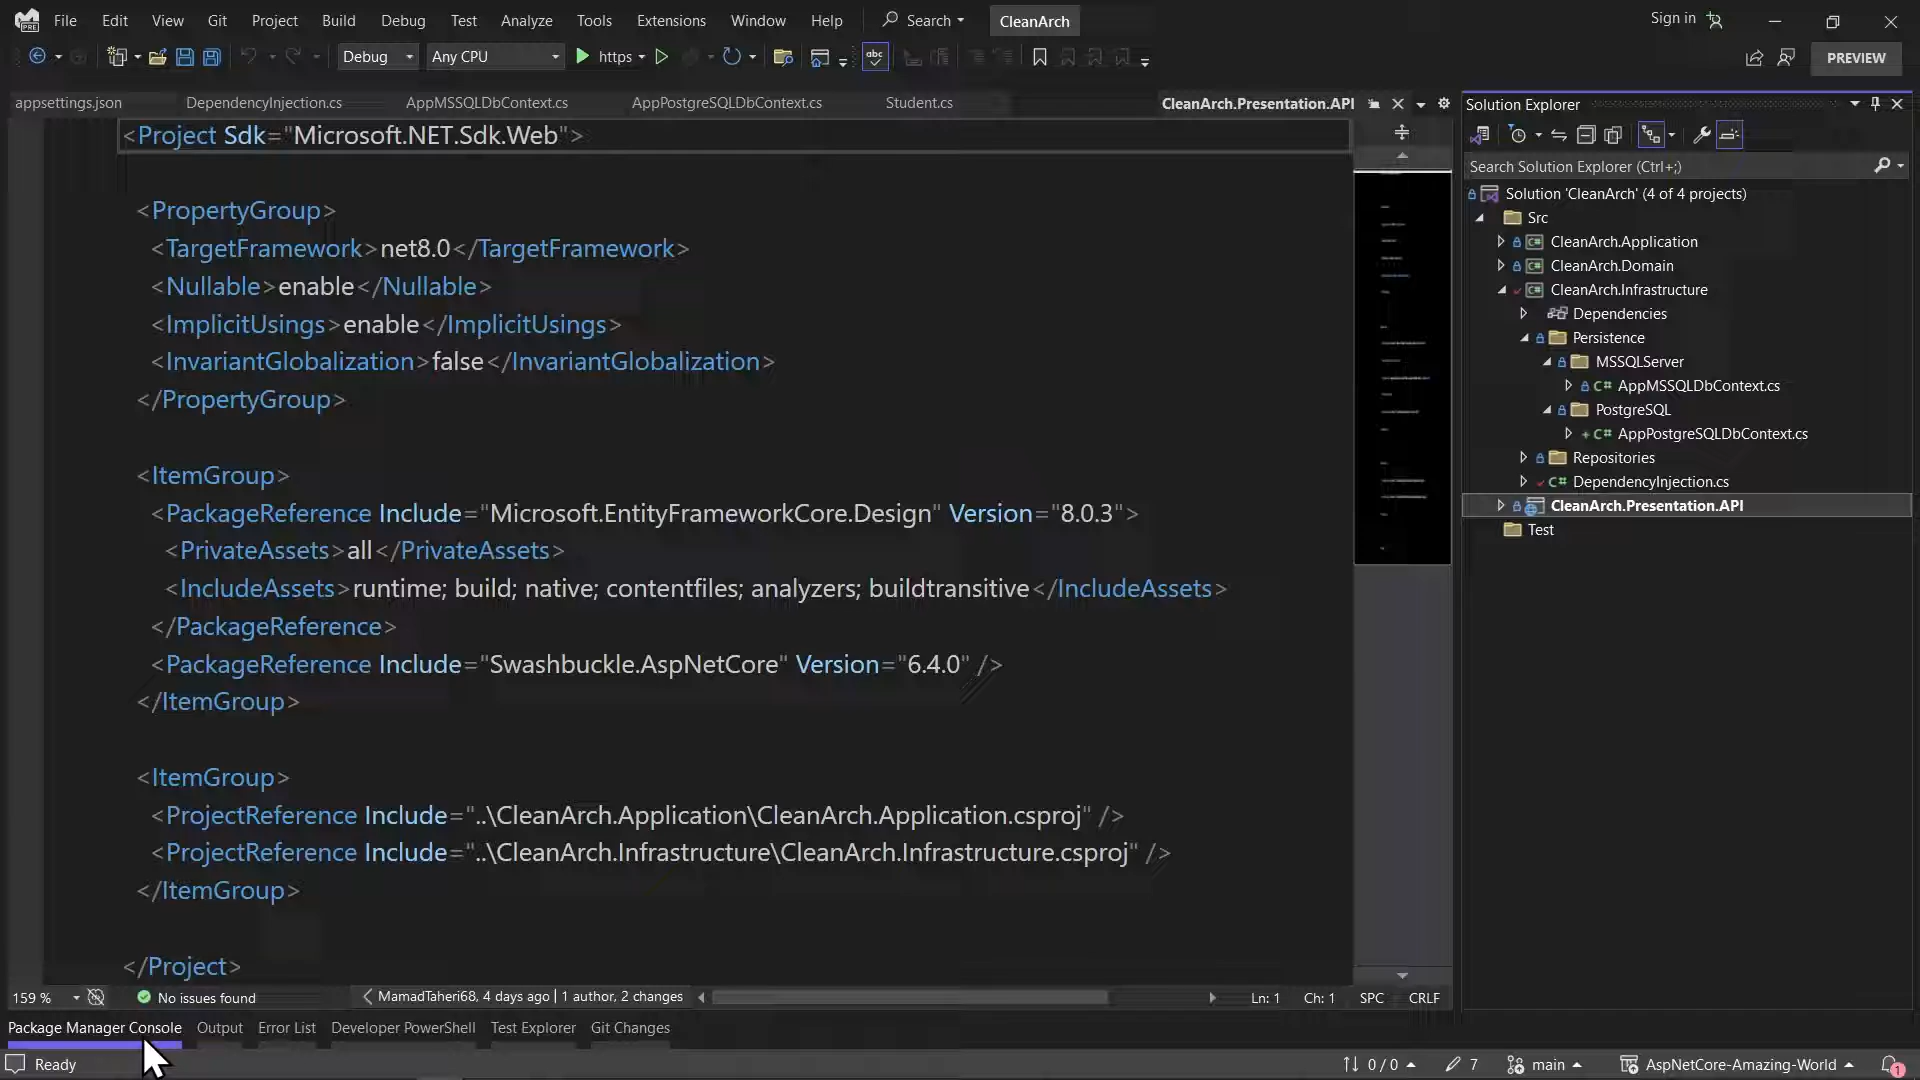 File Edit View Git Project Build Debug Test Analyze Tools Extensions Window Help Search CleanArch Sign in
Debug Any CPU https PREVIEW
appsettings.json DependencyInjection.cs AppMSSQLDbContext.cs AppPostgreSQLDbContext.cs Student.cs CleanArch.Presentation.API
<Project Sdk="Microsoft.NET.Sdk.Web">
<PropertyGroup>
<TargetFramework>net8.0</TargetFramework>
<Nullable>enable</Nullable>
<ImplicitUsings>enable</ImplicitUsings>
<InvariantGlobalization>false</InvariantGlobalization>
</PropertyGroup>
<ItemGroup>
<PackageReference Include="Microsoft.EntityFrameworkCore.Design" Version="8.0.3">
<PrivateAssets>all</PrivateAssets>
<IncludeAssets>runtime; build; native; contentfiles; analyzers; buildtransitive</IncludeAssets>
</PackageReference>
<PackageReference Include="Swashbuckle.AspNetCore" Version="6.4.0" />
</ItemGroup>
<ItemGroup>
<ProjectReference Include="..\CleanArch.Application\CleanArch.Application.csproj" />
<ProjectReference Include="..\CleanArch.Infrastructure\CleanArch.Infrastructure.csproj" />
</ItemGroup>
</Project>
159 % No issues found MamadTaheri68, 4 days ago | 1 author, 2 changes Ln: 1 Ch: 1 SPC CRLF
Solution Explorer
Search Solution Explorer (Ctrl+;)
Solution 'CleanArch' (4 of 4 projects)
Src
CleanArch.Application
CleanArch.Domain
CleanArch.Infrastructure
Dependencies
Persistence
MSSQLServer
C# AppMSSQLDbContext.cs
PostgreSQL
C# AppPostgreSQLDbContext.cs
Repositories
C# DependencyInjection.cs
CleanArch.Presentation.API
Test
Package Manager Console Output Error List Developer PowerShell Test Explorer Git Changes
Ready 0 / 0 7 main AspNetCore-Amazing-World 1